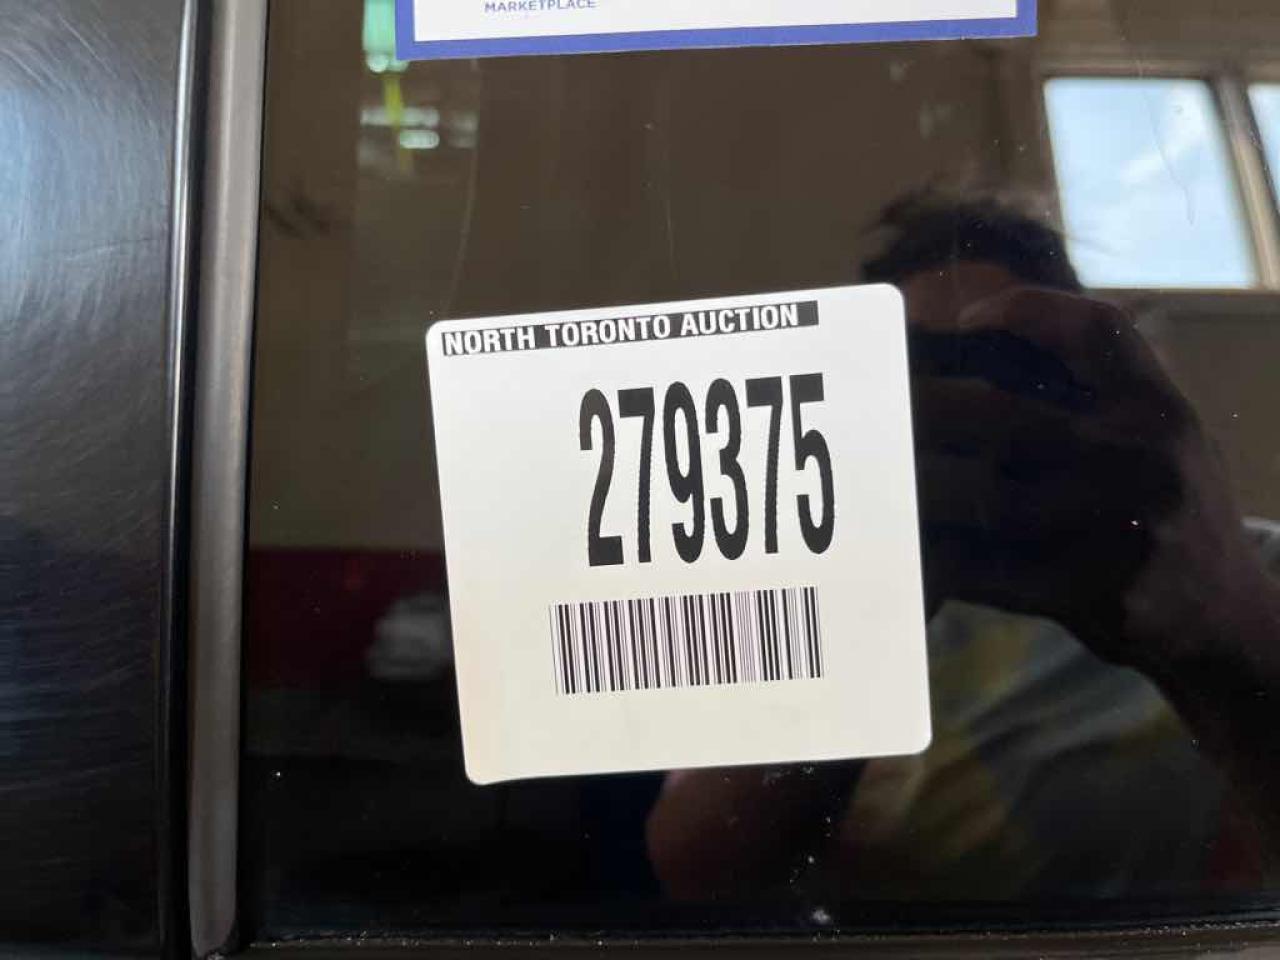 MARKETPLACE
NORTH TORONTO AUCTION
279375